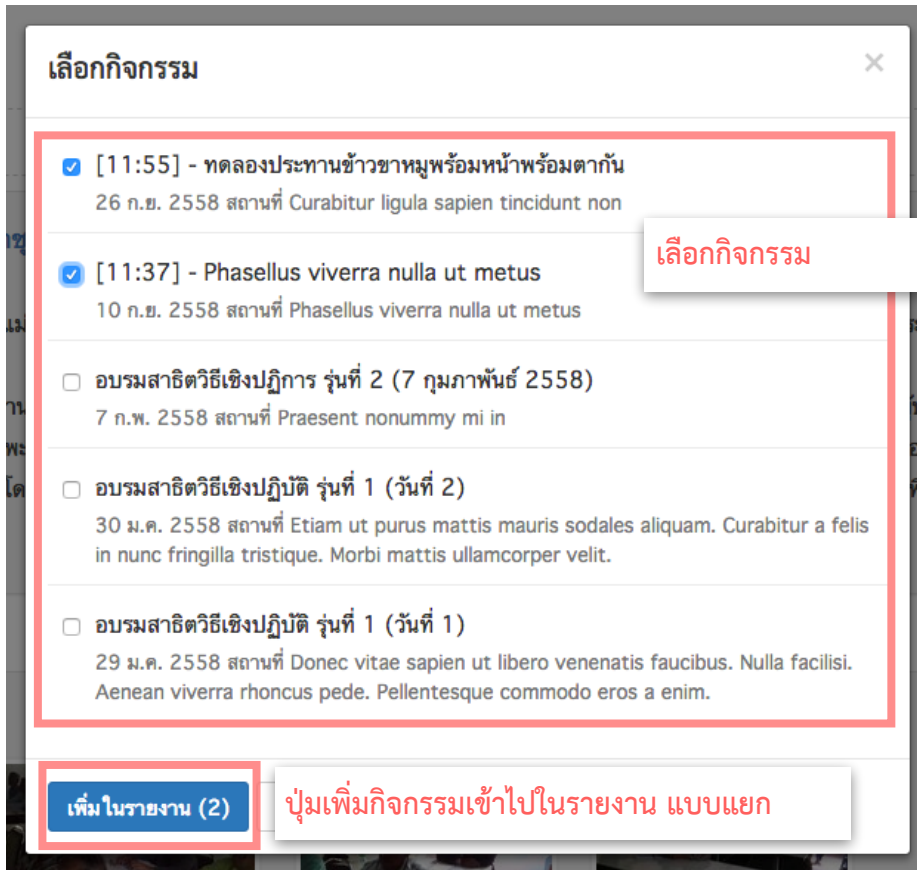 เลือกกิจกรรม
×
[11:55] - ทดลองประทานข้าวขาหมูพร้อมหน้าพร้อมตากัน
26 ก.ย. 2558 สถานที่ Curabitur ligula sapien tincidunt non
เลือกกิจกรรม
[11:37] - Phasellus viverra nulla ut metus
10 ก.ย. 2558 สถานที่ Phasellus viverra nulla ut metus
อบรมสาธิตวิธีเชิงปฏิการ รุ่นที่ 2 (7 กุมภาพันธ์ 2558)
7 ก.พ. 2558 สถานที่ Praesent nonummy mi in
อบรมสาธิตวิธีเชิงปฏิบัติ รุ่นที่ 1 (วันที่ 2)
30 ม.ค. 2558 สถานที่ Etiam ut purus mattis mauris sodales aliquam. Curabitur a felis
in nunc fringilla tristique. Morbi mattis ullamcorper velit.
อบรมสาธิตวิธีเชิงปฏิบัติ รุ่นที่ 1 (วันที่ 1)
29 ม.ค. 2558 สถานที่ Donec vitae sapien ut libero venenatis faucibus. Nulla facilisi.
Aenean viverra rhoncus pede. Pellentesque commodo eros a enim.
เพิ่มในรายงาน (2)
ปุ่มเพิ่มกิจกรรมเข้าไปในรายงาน แบบแยก